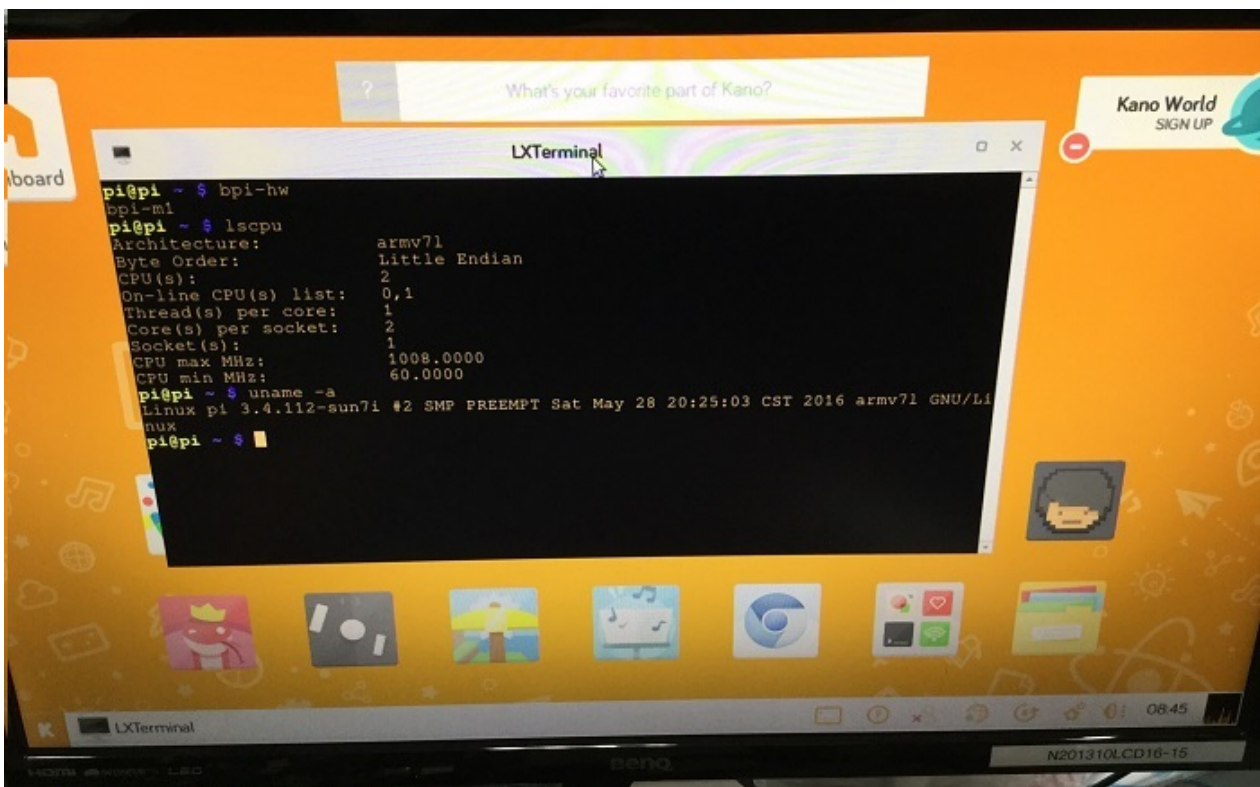 ? What's your favorite part of Kano?
Kano World
SIGN UP
LXTerminal
board
pi@pi ~ $ bpi-hw
bpi-m1
pi@pi ~ $ lscpu
Architecture: armv7l
Byte Order: Little Endian
CPU(s): 2
On-line CPU(s) list: 0,1
Thread(s) per core: 1
Core(s) per socket: 2
Socket(s): 1
CPU max MHz: 1008.0000
CPU min MHz: 60.0000
pi@pi ~ $ uname -a
Linux pi 3.4.112-sun7i #2 SMP PREEMPT Sat May 28 20:25:03 CST 2016 armv7l GNU/Li
nux
pi@pi ~ $
K LXTerminal 08:45
HDMI LED
BenQ
N201310LCD16-15